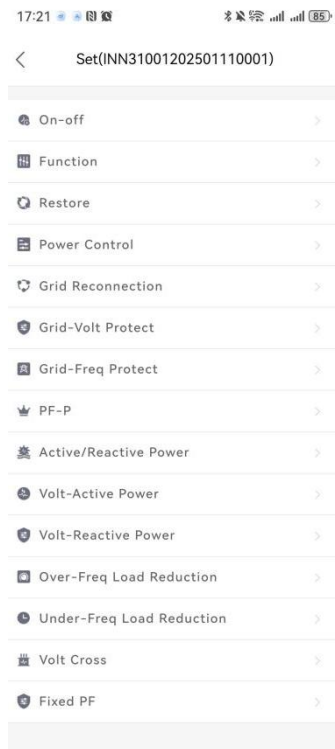 17:21
85
Set(INN31001202501110001)
On-off
Function
Restore
Power Control
Grid Reconnection
Grid-Volt Protect
Grid-Freq Protect
PF-P
Active/Reactive Power
Volt-Active Power
Volt-Reactive Power
Over-Freq Load Reduction
Under-Freq Load Reduction
Volt Cross
Fixed PF